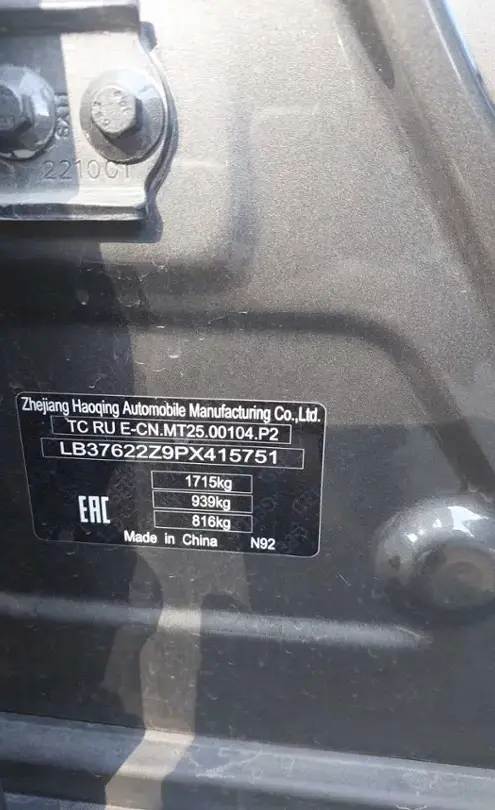 2210C1
Zhejiang Haoqing Automobile Manufacturing Co.,Ltd.
TC RU E-CN.MT25.00104.P2
LB37622Z9PX415751
1715kg
939kg
EAC 816kg
Made in China N92